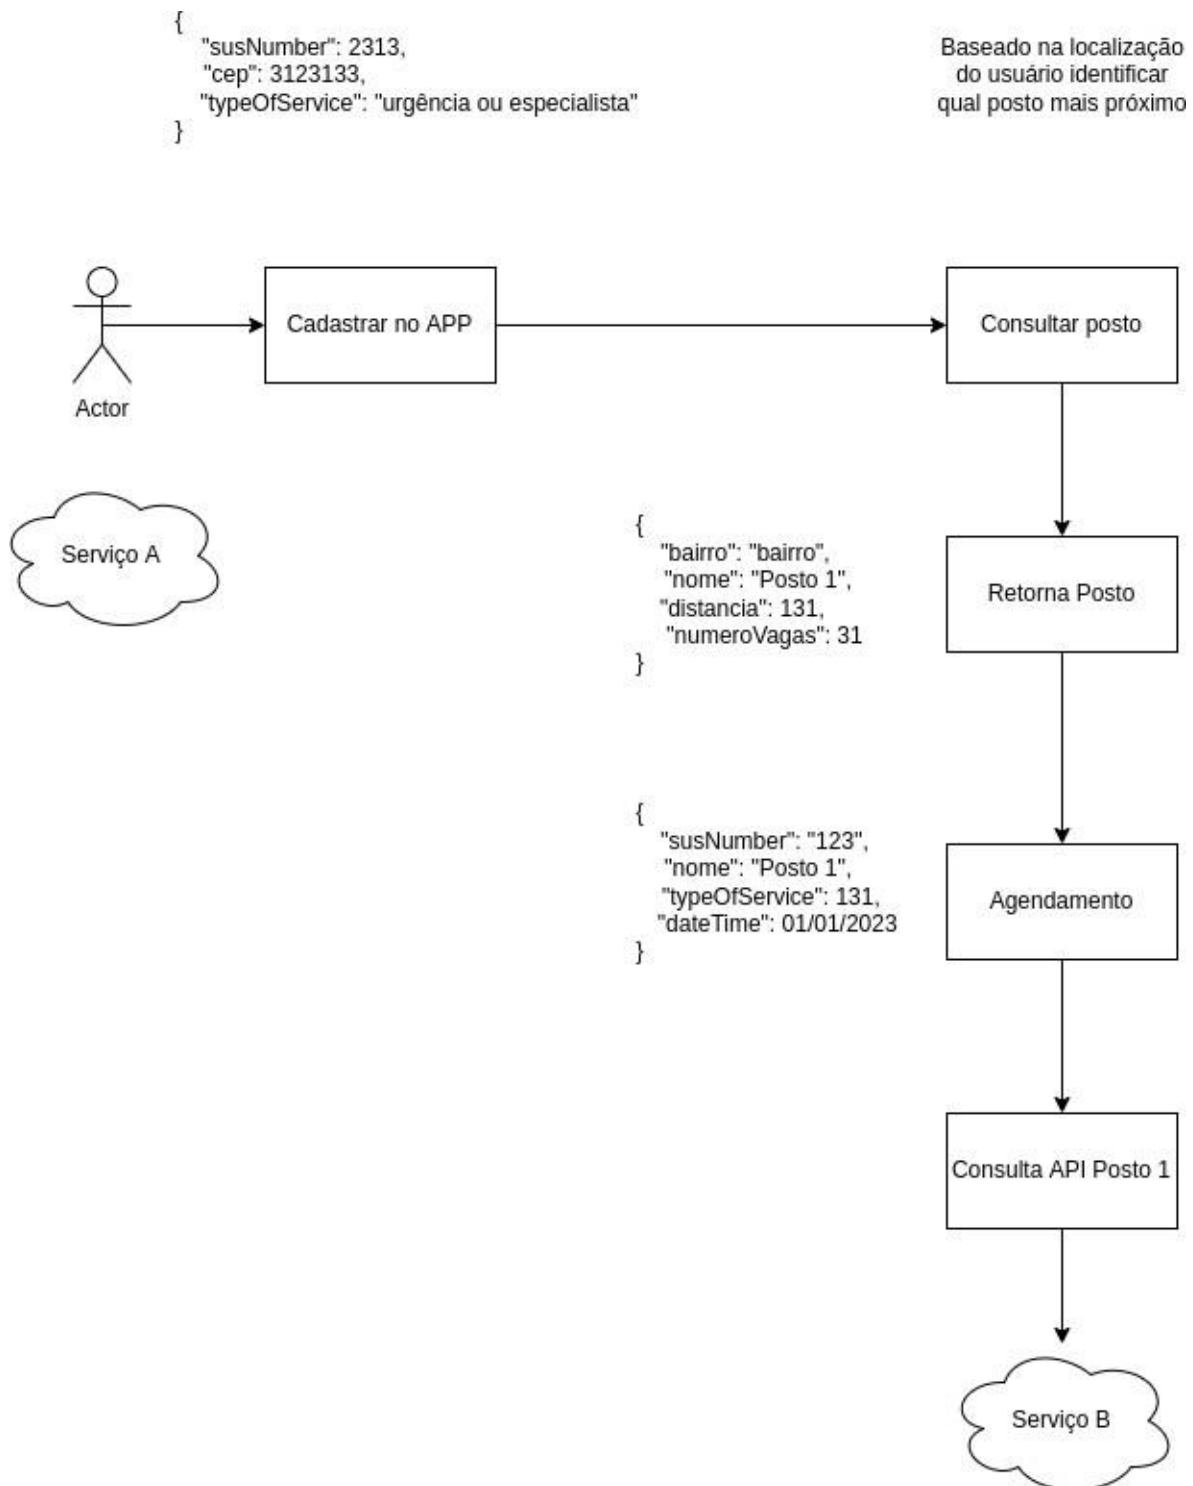 {
"susNumber": 2313,
"cep": 3123133,
"typeOfService": "urgência ou especialista"
}
Baseado na localização
do usuário identificar
qual posto mais próximo
Cadastrar no APP
Consultar posto
Actor
Serviço A
{
"bairro": "bairro",
"nome": "Posto 1",
"distancia": 131,
"numeroVagas": 31
}
Retorna Posto
{
"susNumber": "123",
"nome": "Posto 1",
"typeOfService": 131,
"dateTime": 01/01/2023
}
Agendamento
Consulta API Posto 1
Serviço B